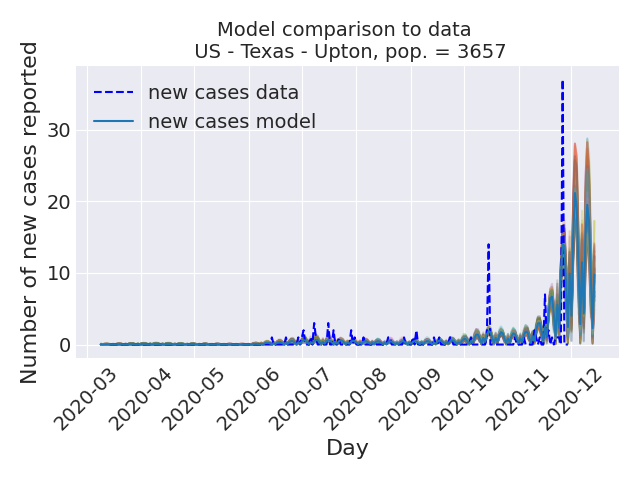 Model comparison to data
US - Texas - Upton, pop. = 3657
Number of new cases reported
new cases data
new cases model
30
20
10
0
2020-03
2020-04
2020-05
2020-06
2020-07
2020-08
2020-09
2020-10
2020-11
2020-12
Day